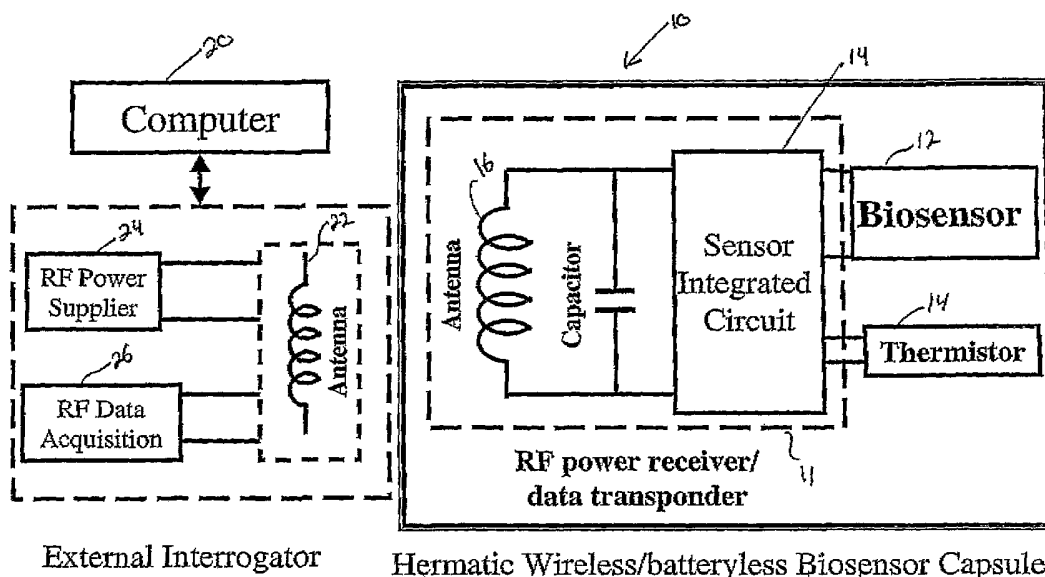 20
Computer
24
RF Power
Supplier
22
Antenna
26
RF Data
Acquisition
External Interrogator
10
14
16
Antenna
Capacitor
Sensor
Integrated
Circuit
12
Biosensor
14
Thermistor
11
RF power receiver/
data transponder
Hermatic Wireless/batteryless Biosensor Capsule